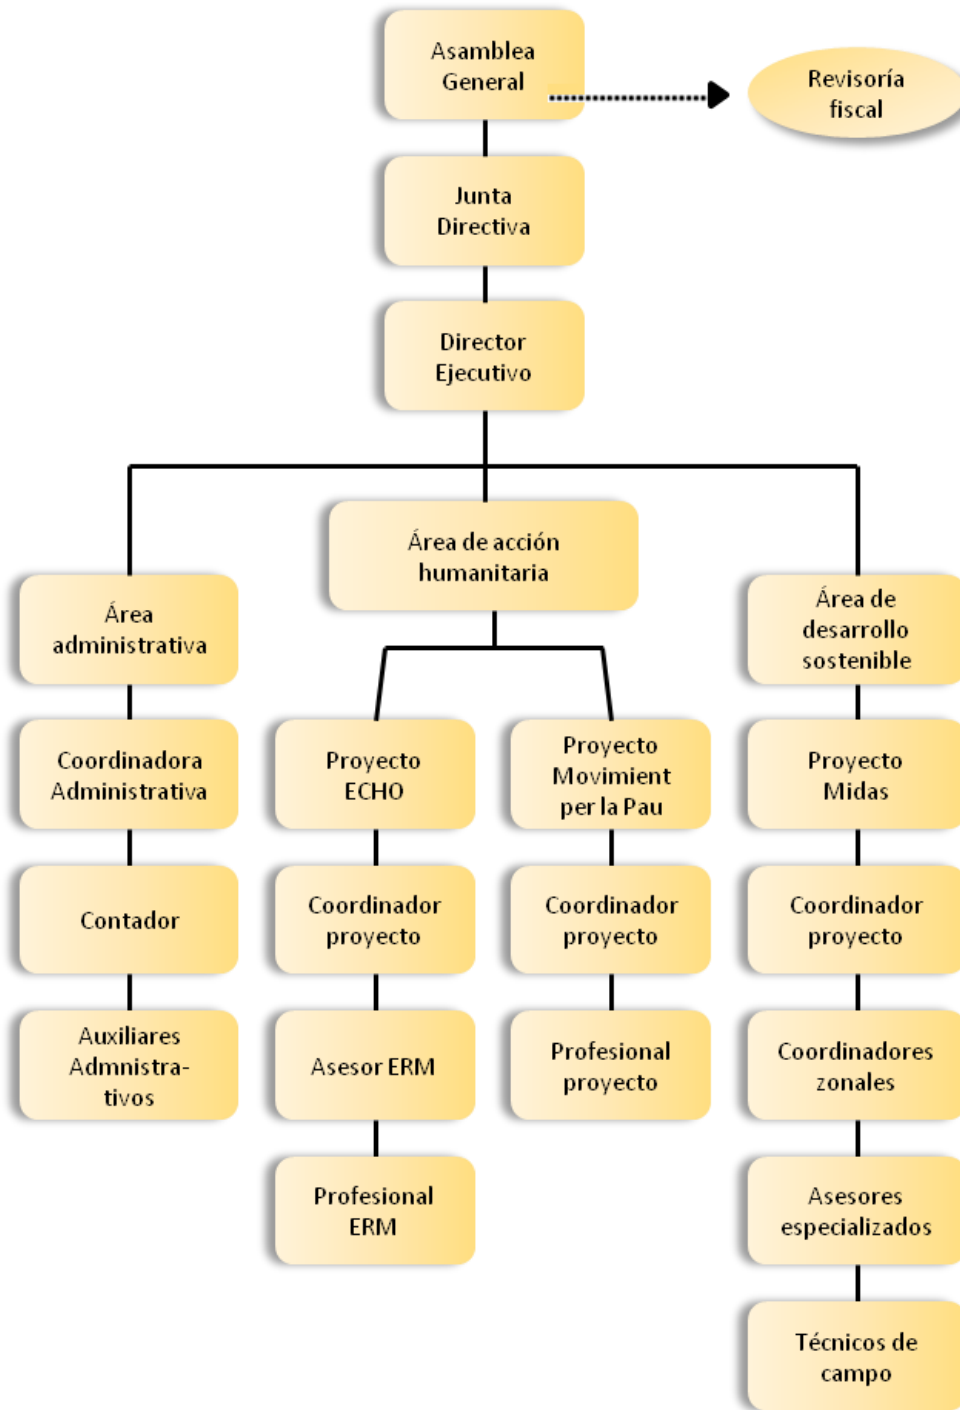 Asamblea
General
Revisoría
fiscal
Junta
Directiva
Director
Ejecutivo
Área de acción
humanitaria
Área
administrativa
Área de
desarrollo
sostenible
Coordinadora
Administrativa
Proyecto
ECHO
Proyecto
Moviment
per la Pau
Proyecto
Midas
Contador
Coordinador
proyecto
Coordinador
proyecto
Coordinador
proyecto
Auxiliares
Admnistra-
tivos
Asesor ERM
Profesional
proyecto
Coordinadores
zonales
Profesional
ERM
Asesores
especializados
Técnicos de
campo